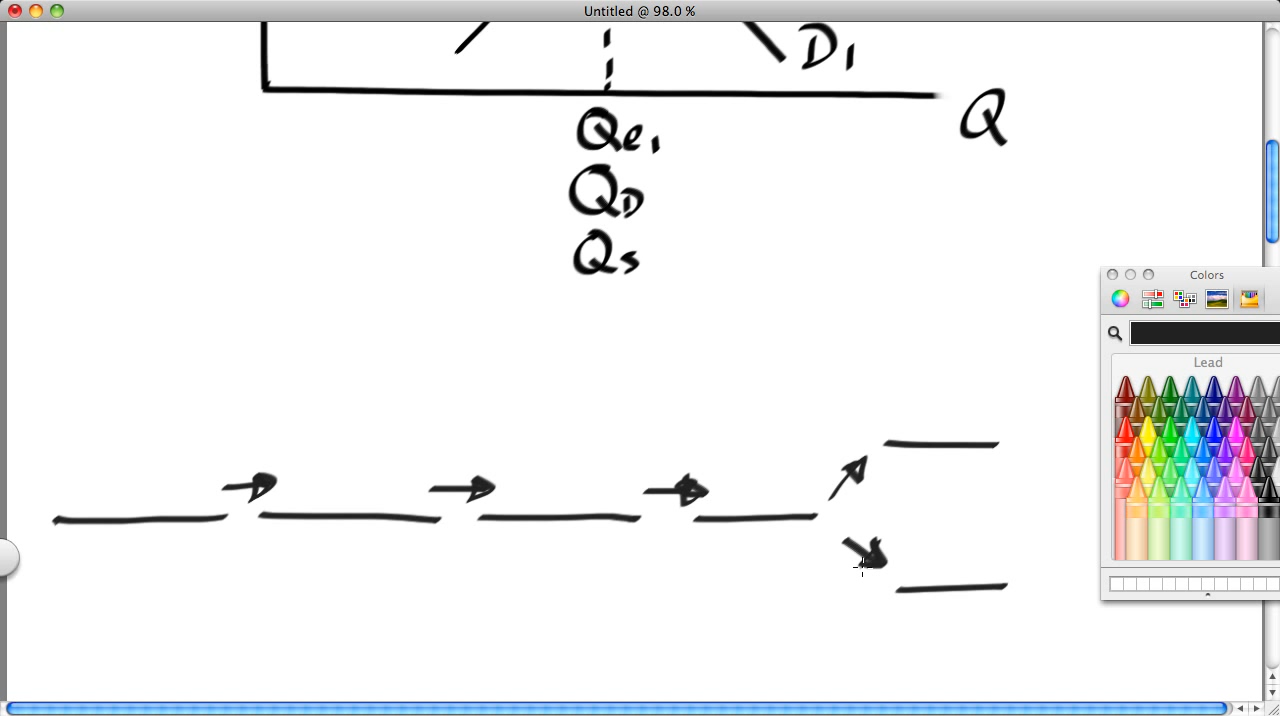 Untitled @ 98.0 %
D1
Q
Qe1
QD
Qs
Colors
Lead